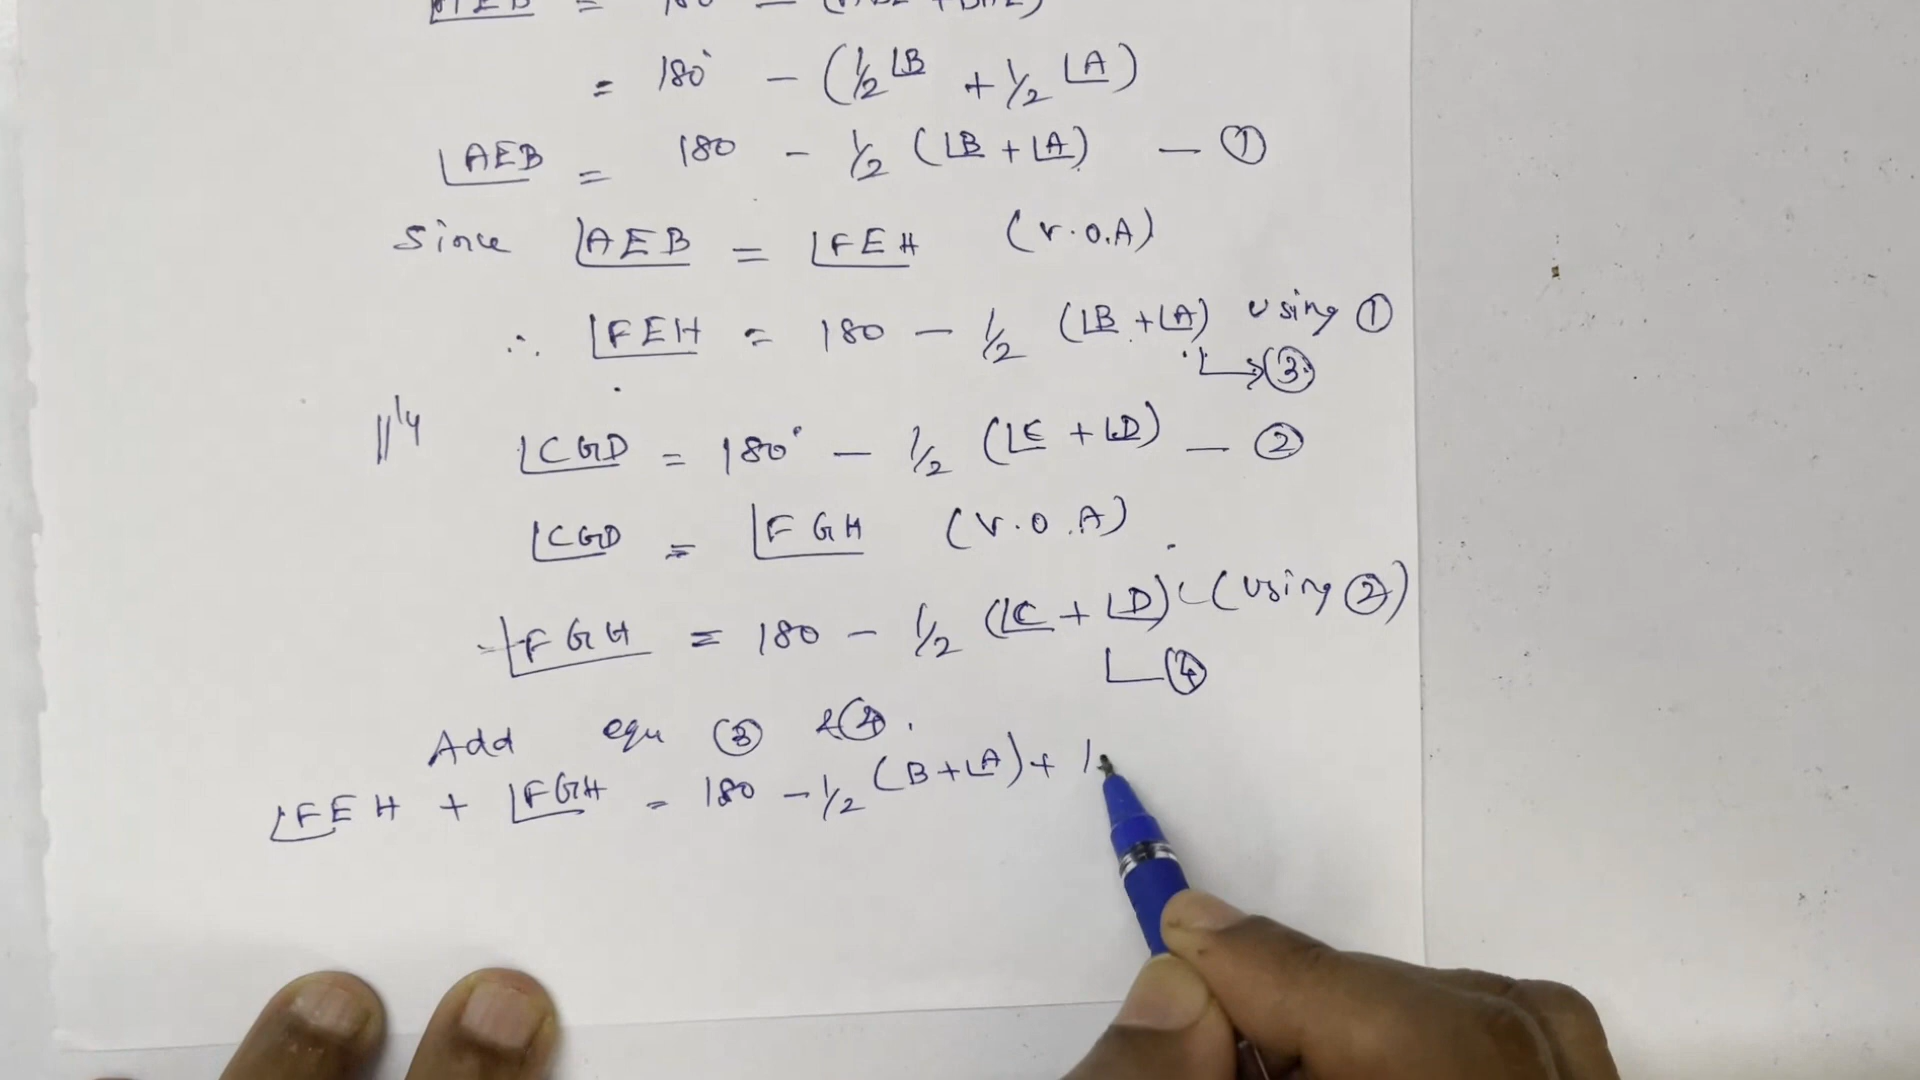 = 180° - (1/2 ∠B + 1/2 ∠A)
∠AEB = 180 - 1/2 (∠B + ∠A) - ①
Since ∠AEB = ∠FEH (V.O.A)
∴ ∠FEH = 180 - 1/2 (∠B + ∠A) using ①
↳ ③
||ly ∠CGD = 180° - 1/2 (∠C + ∠D) - ②
∠CGD = ∠FGH (V.O.A)
∠FGH = 180 - 1/2 (∠C + ∠D) (using ②)
④
Add equ ③ & ④.
∠FEH + ∠FGH = 180 - 1/2 (B + ∠A) + 1